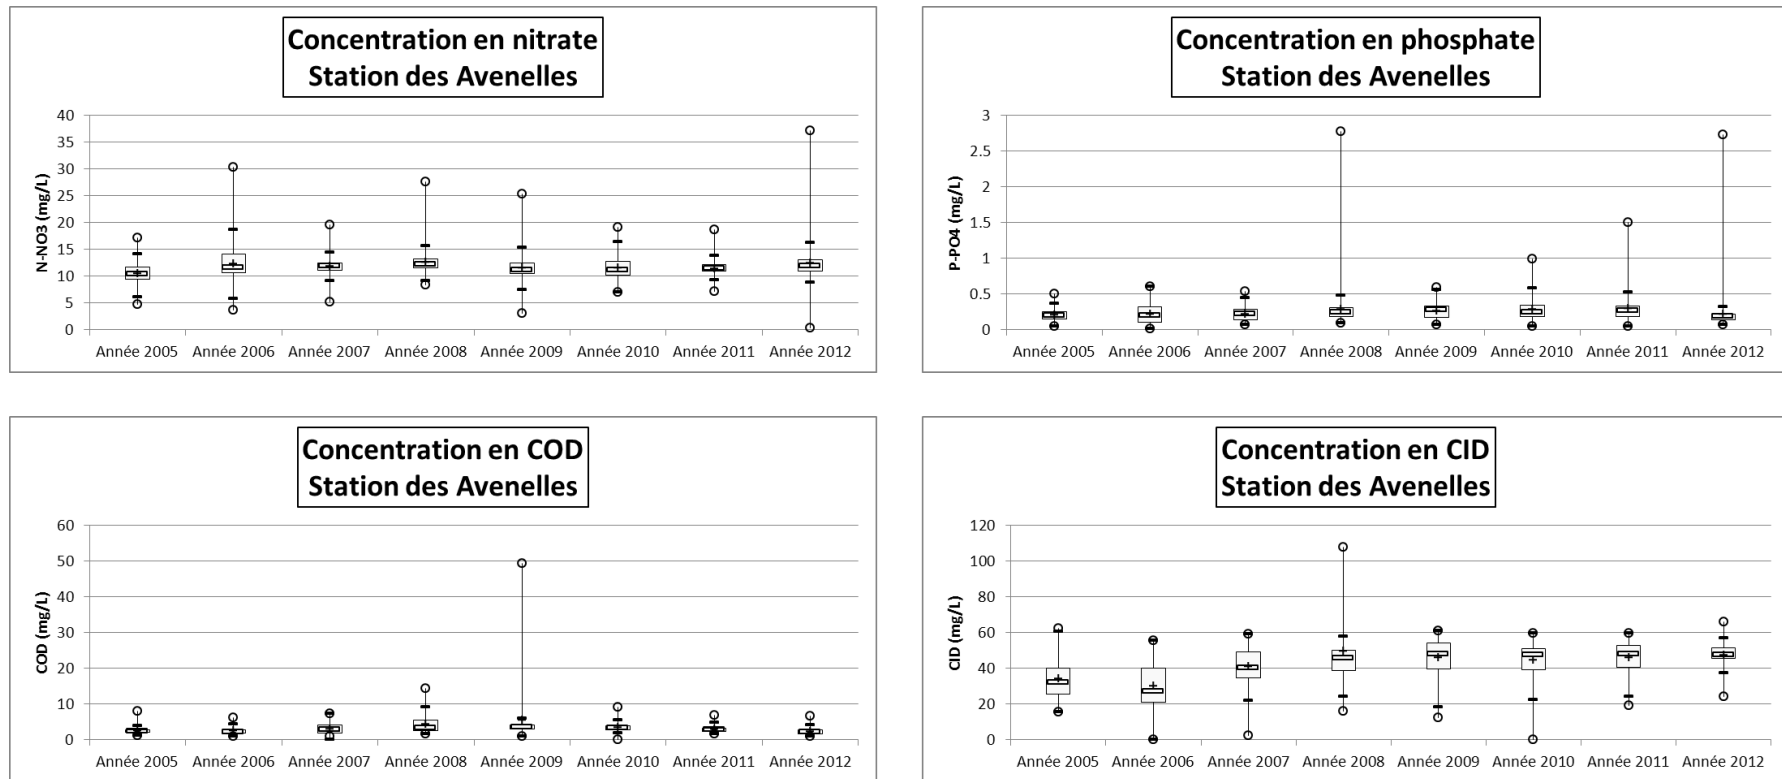 Concentration en nitrate
Station des Avenelles
N-NO3 (mg/L)
40
35
30
25
20
15
10
5
0
Année 2005 Année 2006 Année 2007 Année 2008 Année 2009 Année 2010 Année 2011 Année 2012
Concentration en phosphate
Station des Avenelles
P-PO4 (mg/L)
3
2.5
2
1.5
1
0.5
0
Année 2005 Année 2006 Année 2007 Année 2008 Année 2009 Année 2010 Année 2011 Année 2012
Concentration en COD
Station des Avenelles
COD (mg/L)
60
50
40
30
20
10
0
Année 2005 Année 2006 Année 2007 Année 2008 Année 2009 Année 2010 Année 2011 Année 2012
Concentration en CID
Station des Avenelles
CID (mg/L)
120
100
80
60
40
20
0
Année 2005 Année 2006 Année 2007 Année 2008 Année 2009 Année 2010 Année 2011 Année 2012